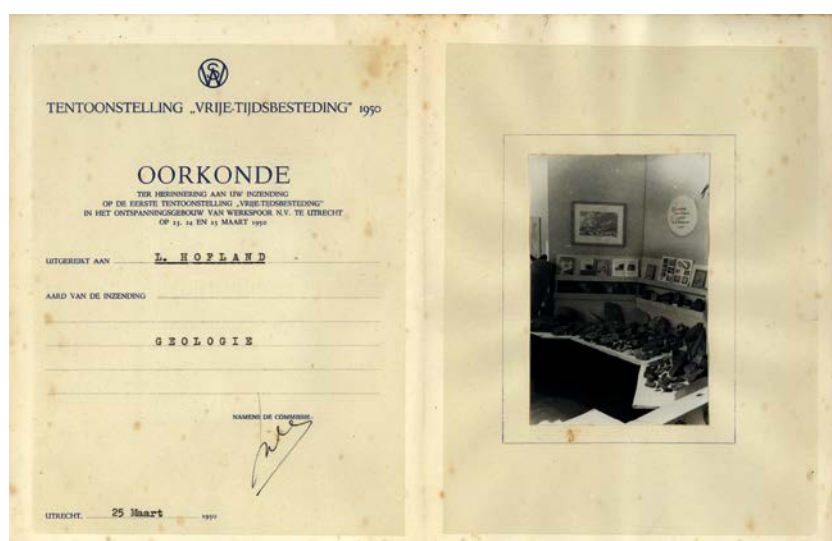 TENTOONSTELLING „VRIJE-TIJDSBESTEDING" 1950
OORKONDE
TER HERINNERING AAN UW INZENDING
OP DE EERSTE TENTOONSTELLING „VRIJE-TIJDSBESTEDING"
IN HET ONTSPANNINGSGEBOUW VAN WERKSPOOR N.V. TE UTRECHT
OP 23, 24 EN 25 MAART 1950
UITGEREIKT AAN L. HOFLAND
AARD VAN DE INZENDING
GEOLOGIE
NAMENS DE COMMISSIE:
UTRECHT, 25 Maart 1950